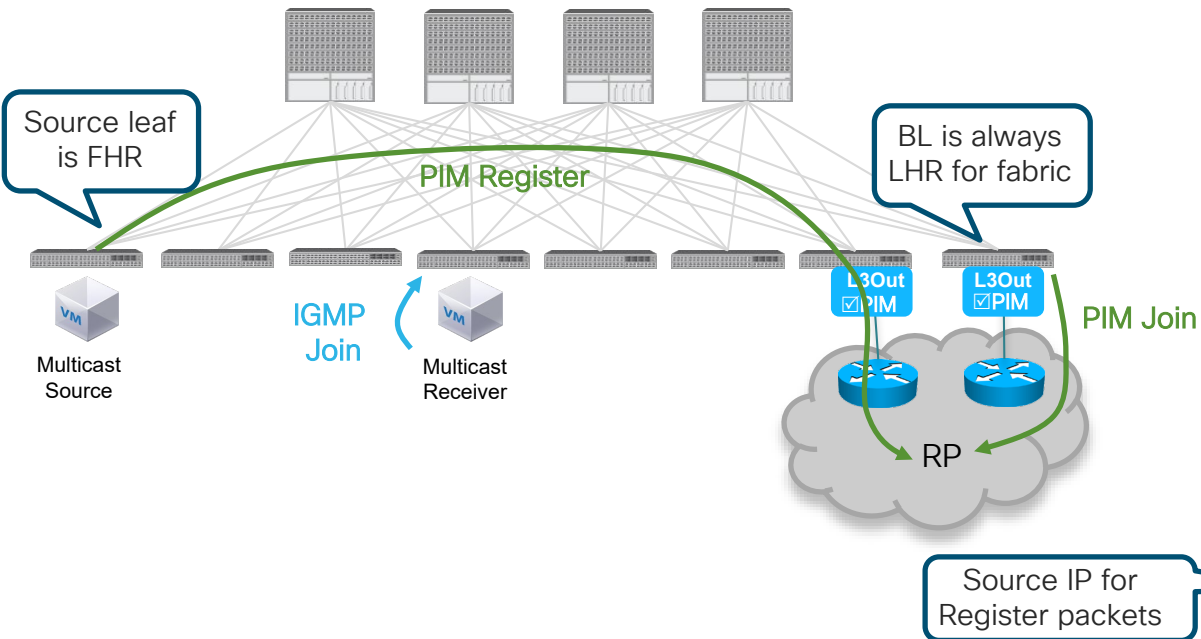 Source leaf
is FHR
BL is always
LHR for fabric
PIM Register
L3Out
☑PIM
L3Out
☑PIM
VM
VM
IGMP
Join
PIM Join
Multicast
Source
Multicast
Receiver
RP
Source IP for
Register packets